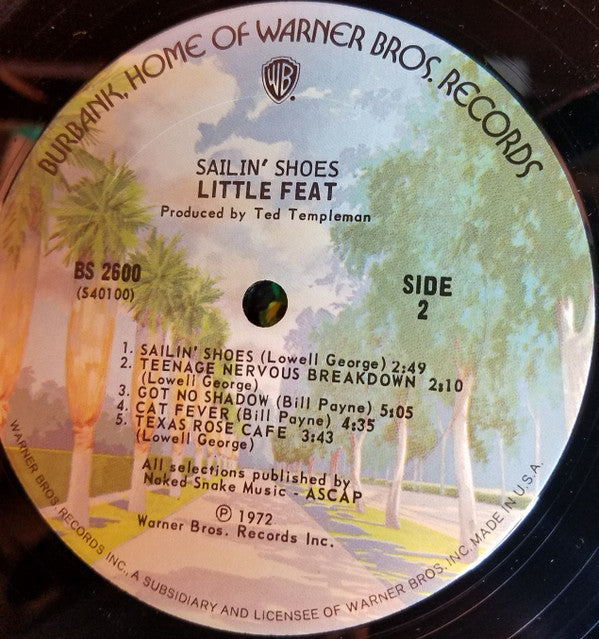 BURBANK, HOME OF WARNER BROS. RECORDS
WB
SAILIN' SHOES
LITTLE FEAT
Produced by Ted Templeman
BS 2600
(S40100)
SIDE
2
1. SAILIN' SHOES (Lowell George) 2:49
2. TEENAGE NERVOUS BREAKDOWN 2:10
(Lowell George)
3. GOT NO SHADOW (Bill Payne) 5:05
4. CAT FEVER (Bill Payne) 4:35
5. TEXAS ROSE CAFE 3:43
(Lowell George)
All selections published by
Naked Snake Music - ASCAP
℗ 1972
Warner Bros. Records Inc.
WARNER BROS. RECORDS INC., A SUBSIDIARY AND LICENSEE OF WARNER BROS. INC. MADE IN U.S.A.